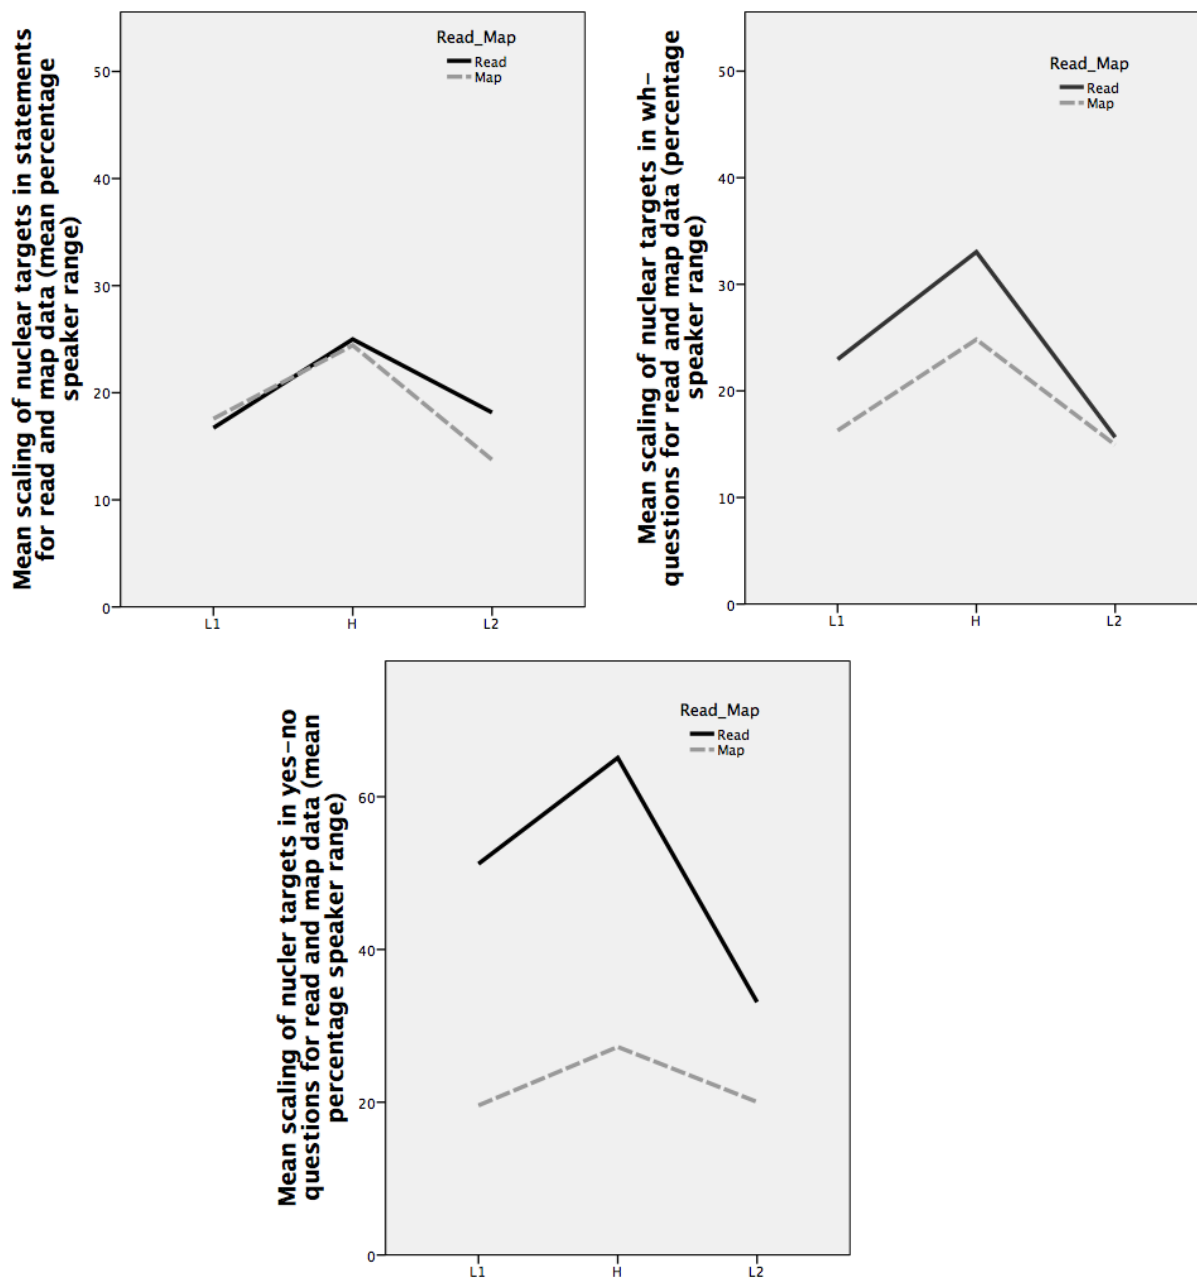 Mean scaling of nuclear targets in statements
for read and map data (mean percentage
speaker range)
Read_Map
Read
Map
50
40
30
20
10
0
L1
H
L2
Mean scaling of nuclear targets in wh-
questions for read and map data (percentage
speaker range)
Read_Map
Read
Map
50
40
30
20
10
0
L1
H
L2
Mean scaling of nucler targets in yes-no
questions for read and map data (mean
percentage speaker range)
Read_Map
Read
Map
60
40
20
0
L1
H
L2